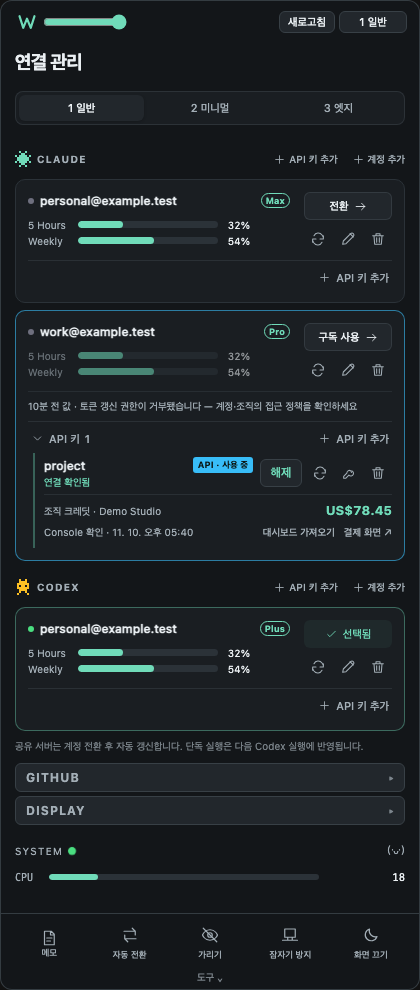 W
새로고침
1 일반
연결 관리
1 일반
2 미니멀
3 엣지
CLAUDE
+ API 키 추가
+ 계정 추가
personal@example.test
Max
전환 →
5 Hours
32%
Weekly
54%
+ API 키 추가
work@example.test
Pro
구독 사용 →
5 Hours
32%
Weekly
54%
10분 전 값 · 토큰 갱신 권한이 거부됐습니다 — 계정·조직의 접근 정책을 확인하세요
API 키 1
+ API 키 추가
project
API · 사용 중
해제
연결 확인됨
조직 크레딧 · Demo Studio
US$78.45
Console 확인 · 11. 10. 오후 05:40
대시보드 가져오기
결제 화면 ↗
CODEX
+ API 키 추가
+ 계정 추가
personal@example.test
Plus
✓ 선택됨
5 Hours
32%
Weekly
54%
+ API 키 추가
공유 서버는 계정 전환 후 자동 갱신합니다. 단독 실행은 다음 Codex 실행에 반영됩니다.
GITHUB
DISPLAY
SYSTEM
CPU
18
메모
자동 전환
가리기
잠자기 방지
화면 끄기
도구